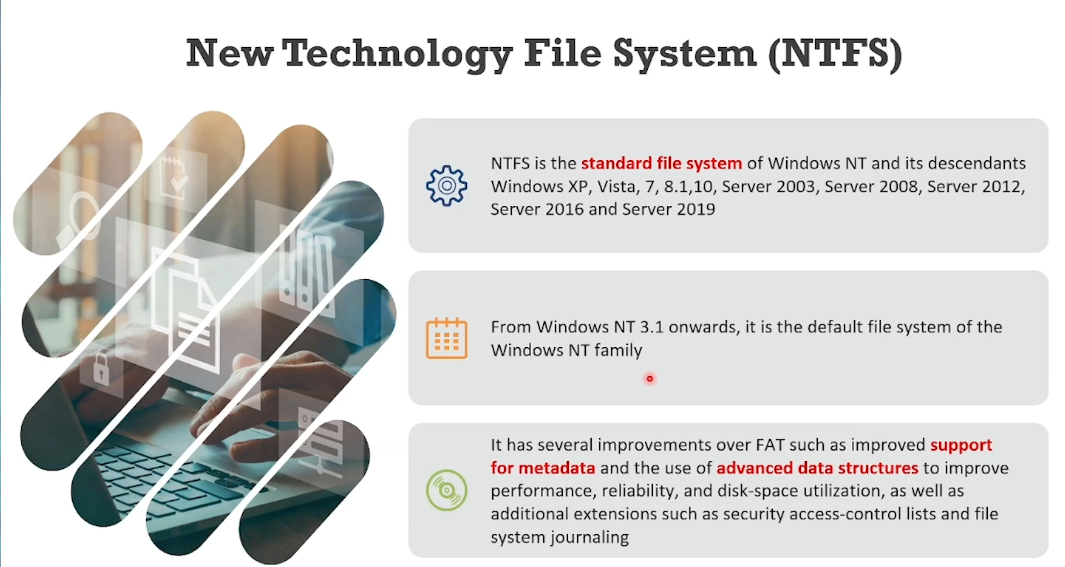 New Technology File System (NTFS)
NTFS is the standard file system of Windows NT and its descendants
Windows XP, Vista, 7, 8.1,10, Server 2003, Server 2008, Server 2012,
Server 2016 and Server 2019
From Windows NT 3.1 onwards, it is the default file system of the
Windows NT family
It has several improvements over FAT such as improved support
for metadata and the use of advanced data structures to improve
performance, reliability, and disk-space utilization, as well as
additional extensions such as security access-control lists and file
system journaling